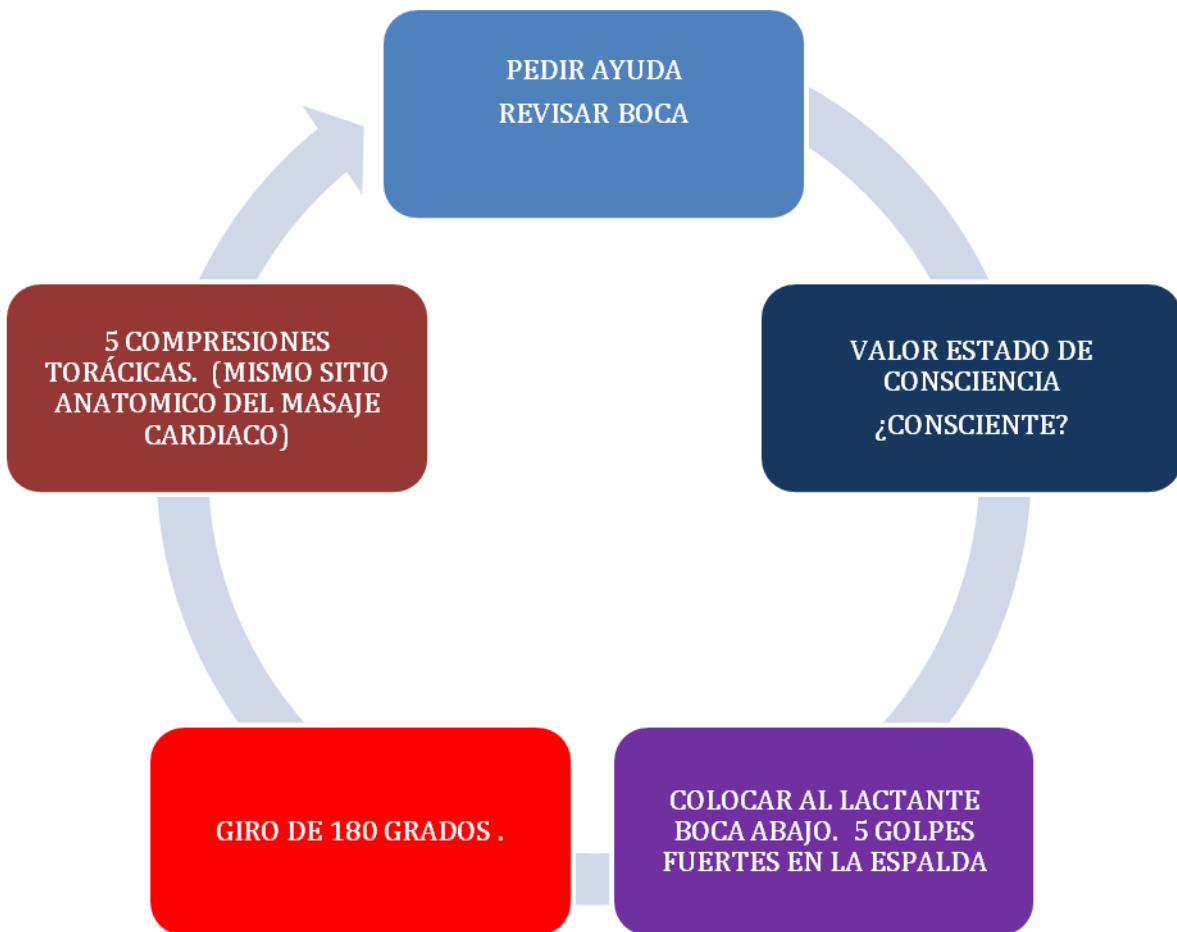 PEDIR AYUDA
REVISAR BOCA
VALOR ESTADO DE
CONSCIENCIA
¿CONSCIENTE?
COLOCAR AL LACTANTE
BOCA ABAJO.  5 GOLPES
FUERTES EN LA ESPALDA
GIRO DE 180 GRADOS .
5 COMPRESIONES
TORÁCICAS.  (MISMO SITIO
ANATOMICO DEL MASAJE
CARDIACO)